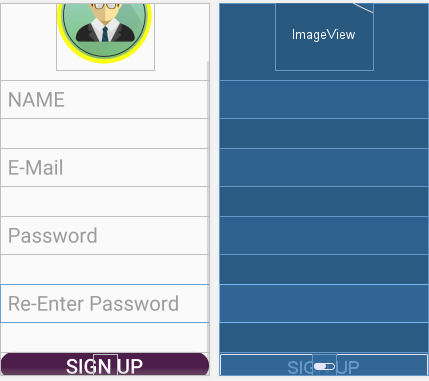 ImageView
NAME
E-Mail
Password
Re-Enter Password
SIGN UP
SIGN UP